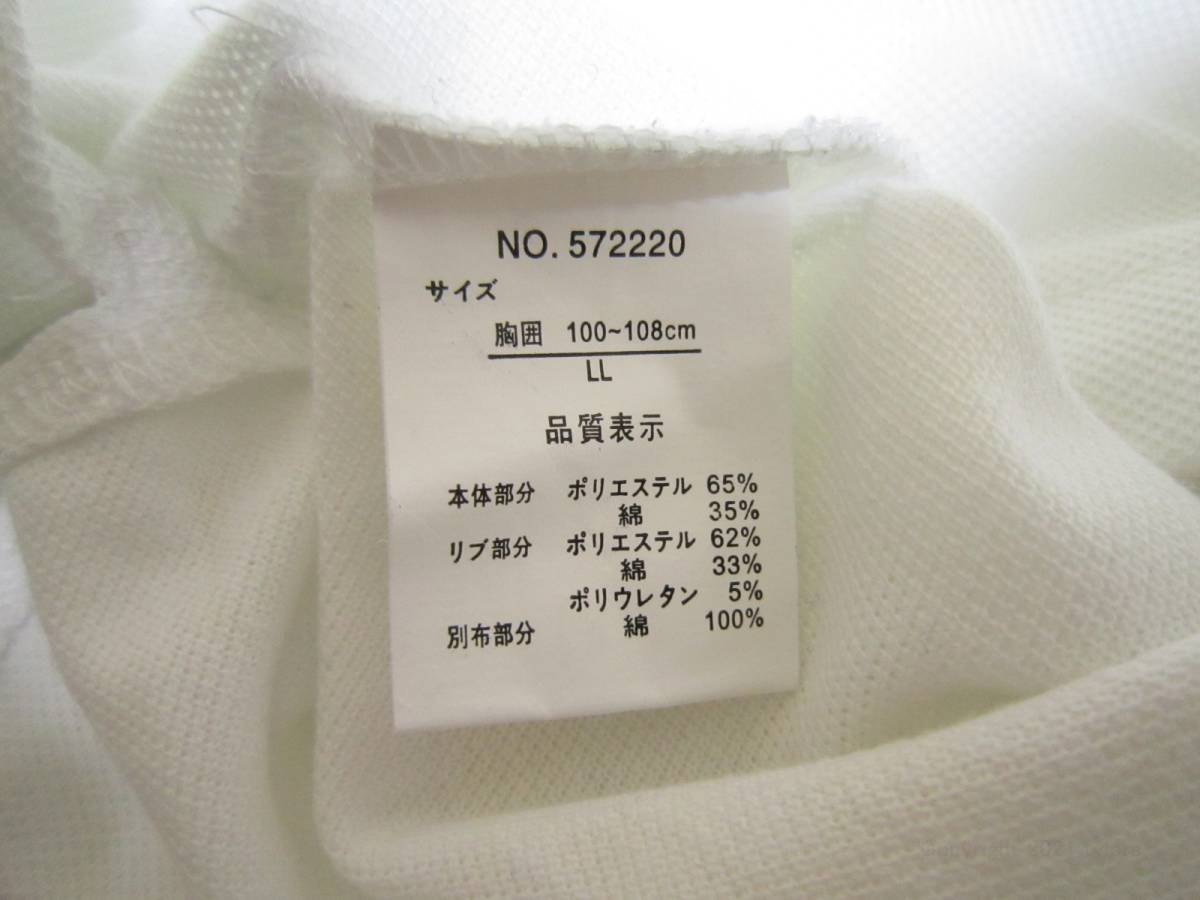 NO. 572220
サイズ
胸囲 100~108cm
LL
品質表示
本体部分 ポリエステル 65%
綿 35%
リブ部分 ポリエステル 62%
綿 33%
ポリウレタン 5%
別布部分 綿 100%